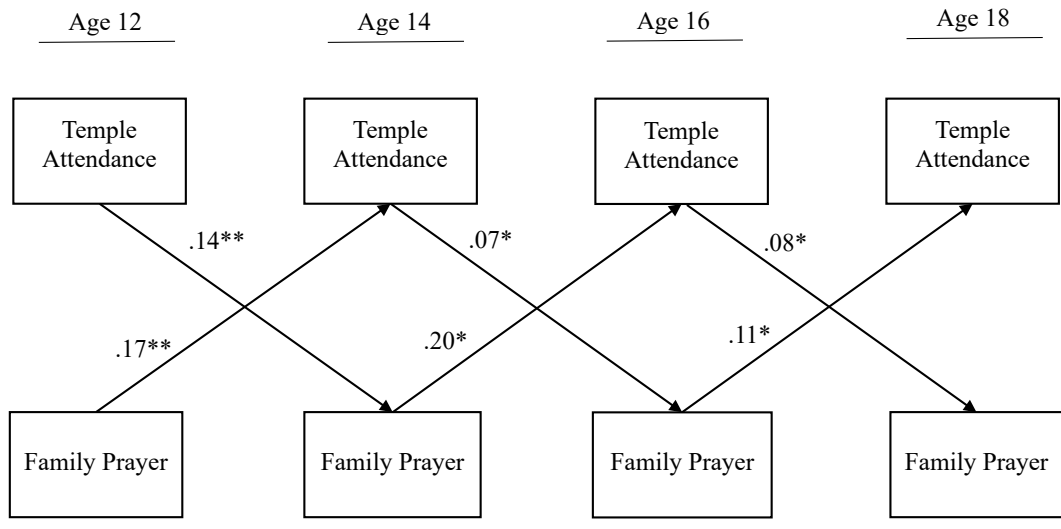 Age 12
Age 14
Age 16
Age 18
Temple
Attendance
Temple
Attendance
Temple
Attendance
Temple
Attendance
.14**
.07*
.08*
.17**
.20*
.11*
Family Prayer
Family Prayer
Family Prayer
Family Prayer